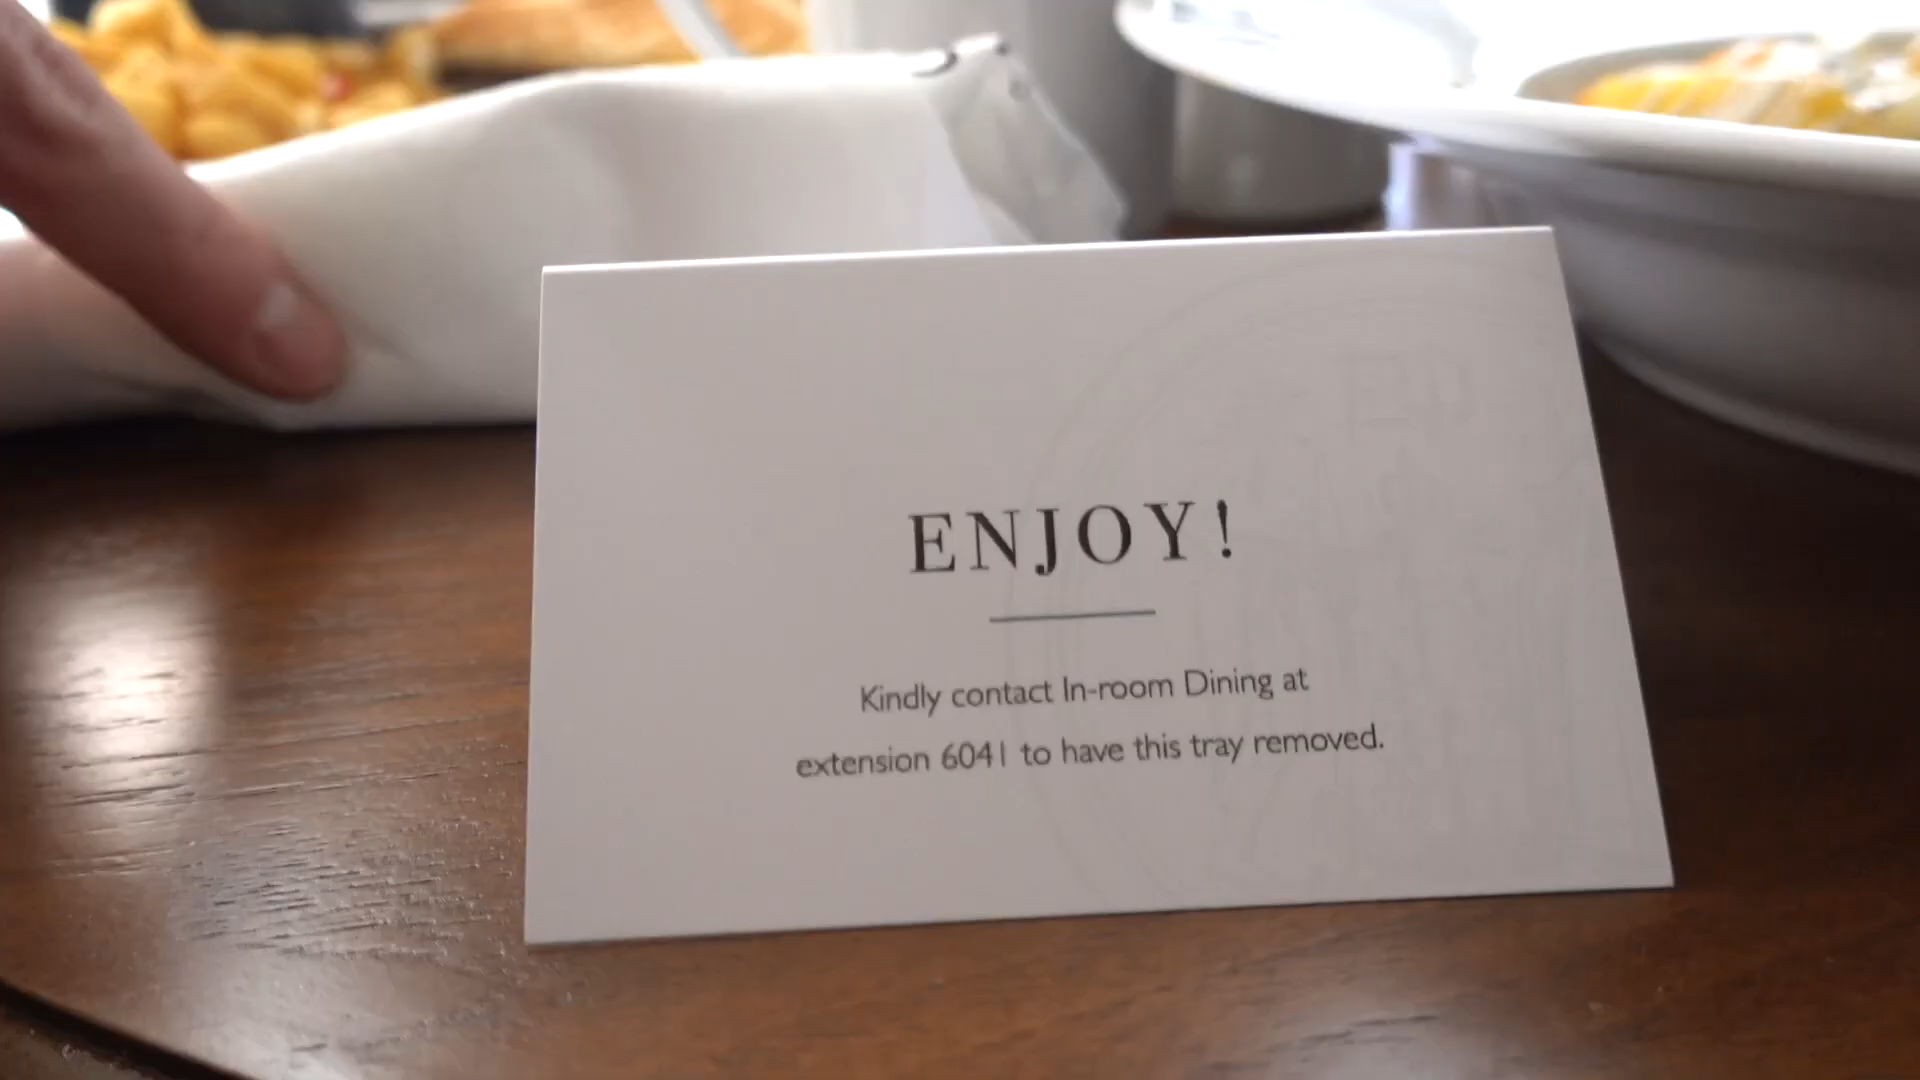 ENJOY!
Kindly contact In-room Dining at
extension 6041 to have this tray removed.